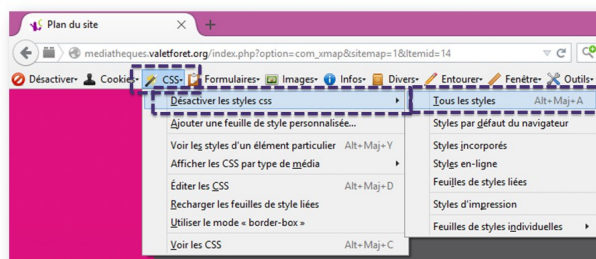 Plan du site
mediatheques.valetforet.org/index.php?option=com_xmap&sitemap=1&Itemid=14
Désactiver Cookies CSS Formulaires Images Infos Divers Entourer Fenêtre Outils
Désactiver les styles css
Ajouter une feuille de style personnalisée...
Voir les styles d'un élément particulier Alt+Maj+Y
Afficher les CSS par type de média
Éditer les CSS Alt+Maj+D
Recharger les feuilles de style liées
Utiliser le mode « border-box »
Voir les CSS Alt+Maj+C
Tous les styles Alt+Maj+A
Styles par défaut du navigateur
Styles incorporés
Styles en-ligne
Feuilles de styles liées
Styles d'impression
Feuilles de styles individuelles